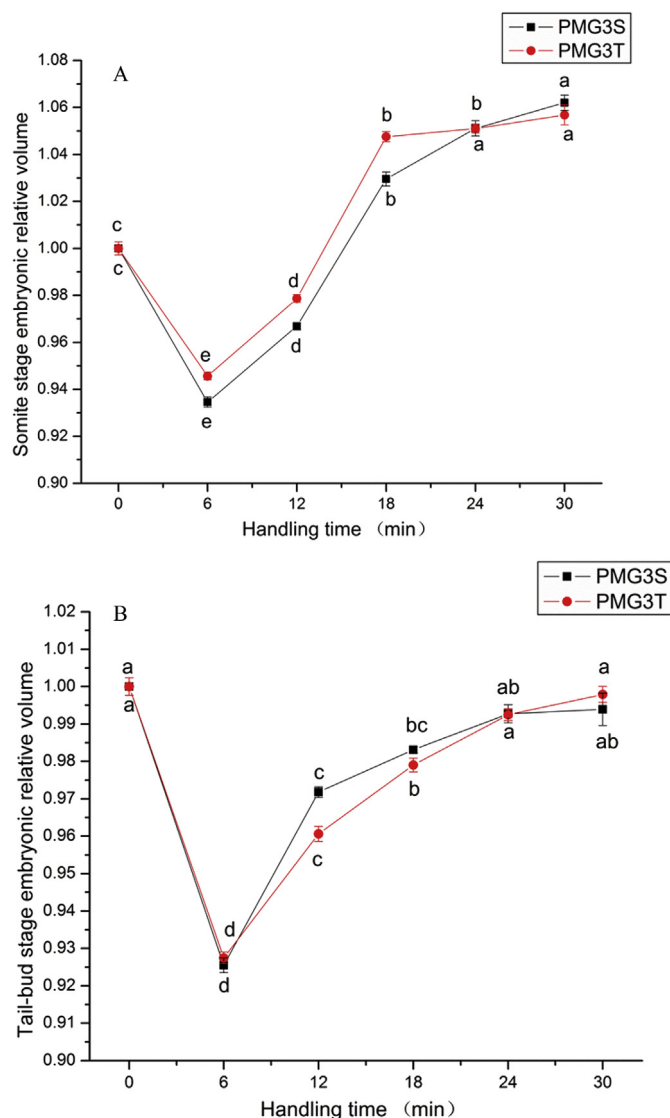 PMG3S
PMG3T
A
1.08
1.06
1.04
1.02
1.00
0.98
0.96
0.94
0.92
0.90
Somite stage embryonic relative volume
c
c
e
e
d
d
b
b
b
a
a
a
0 6 12 18 24 30
Handling time （min）
PMG3S
PMG3T
B
1.02
1.01
1.00
0.99
0.98
0.97
0.96
0.95
0.94
0.93
0.92
0.91
0.90
Tail-bud stage embryonic relative volume
a
a
d
d
c
c
bc
b
ab
a
a
ab
0 6 12 18 24 30
Handling time （min）